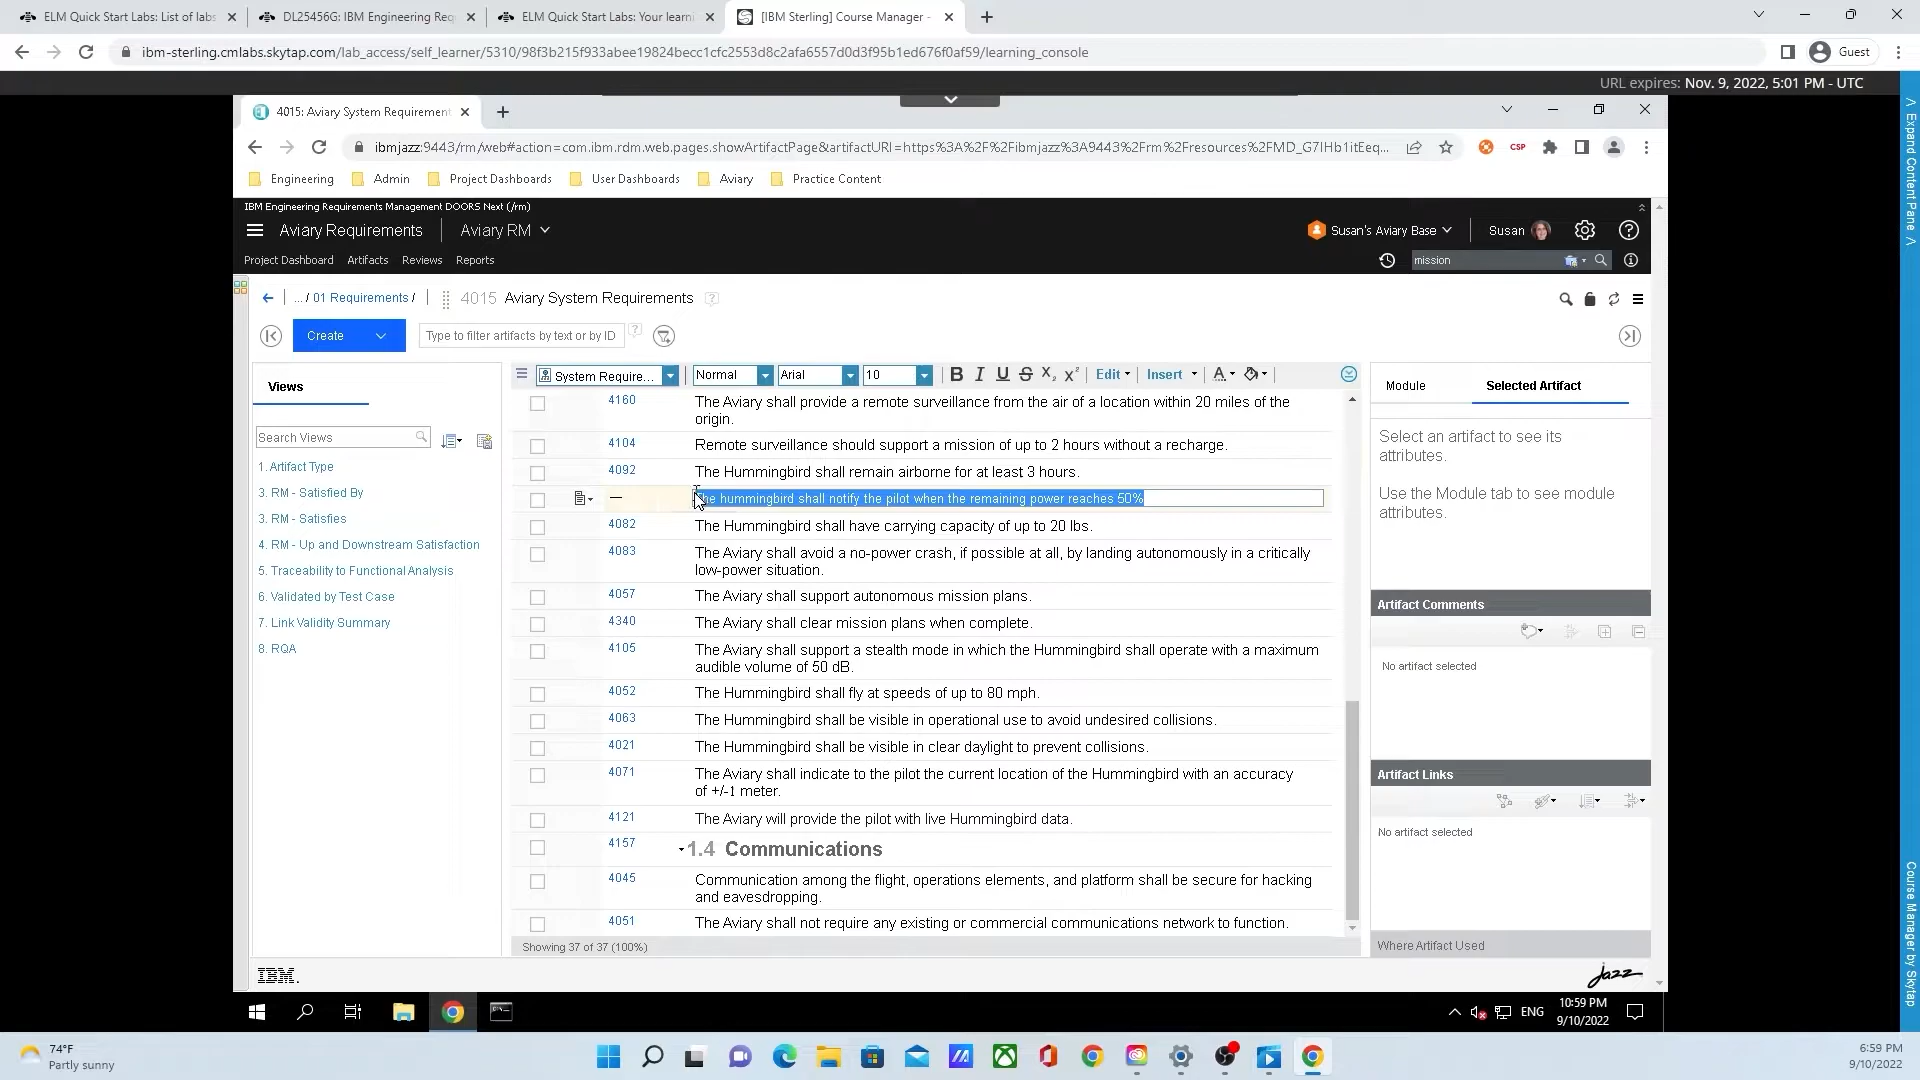 ELM Quick Start Labs: List of labs
DL25456G: IBM Engineering Req
ELM Quick Start Labs: Your learni
[IBM Sterling] Course Manager -
ibm-sterling.cmlabs.skytap.com/lab_access/self_learner/5310/98f3b215f933abee19824becc1cfc2553d8c2afa6557d0d3f95b1ed676f0af59/learning_console
Guest
URL expires: Nov. 9, 2022, 5:01 PM - UTC
4015: Aviary System Requirement
ibmjazz:9443/rm/web#action=com.ibm.rdm.web.pages.showArtifactPage&artifactURI=https%3A%2F%2Fibmjazz%3A9443%2Frm%2Fresources%2FMD_G7IHb1itEeq...
CSP
Engineering
Admin
Project Dashboards
User Dashboards
Aviary
Practice Content
IBM Engineering Requirements Management DOORS Next (/rm)
Aviary Requirements
Aviary RM
Susan's Aviary Base
Susan
Project Dashboard
Artifacts
Reviews
Reports
mission
... / 01 Requirements /
4015 Aviary System Requirements
Create
Type to filter artifacts by text or by ID
Views
Search Views
1. Artifact Type
3. RM - Satisfied By
3. RM - Satisfies
4. RM - Up and Downstream Satisfaction
5. Traceability to Functional Analysis
6. Validated by Test Case
7. Link Validity Summary
8. RQA
System Require...
Normal
Arial
10
B I U S X₂ X²
Edit
Insert
A
4160 The Aviary shall provide a remote surveillance from the air of a location within 20 miles of the
origin.
4104 Remote surveillance should support a mission of up to 2 hours without a recharge.
4092 The Hummingbird shall remain airborne for at least 3 hours.
— The hummingbird shall notify the pilot when the remaining power reaches 50%
4082 The Hummingbird shall have carrying capacity of up to 20 lbs.
4083 The Aviary shall avoid a no-power crash, if possible at all, by landing autonomously in a critically
low-power situation.
4057 The Aviary shall support autonomous mission plans.
4340 The Aviary shall clear mission plans when complete.
4105 The Aviary shall support a stealth mode in which the Hummingbird shall operate with a maximum
audible volume of 50 dB.
4052 The Hummingbird shall fly at speeds of up to 80 mph.
4063 The Hummingbird shall be visible in operational use to avoid undesired collisions.
4021 The Hummingbird shall be visible in clear daylight to prevent collisions.
4071 The Aviary shall indicate to the pilot the current location of the Hummingbird with an accuracy
of +/-1 meter.
4121 The Aviary will provide the pilot with live Hummingbird data.
4157 1.4 Communications
4045 Communication among the flight, operations elements, and platform shall be secure for hacking
and eavesdropping.
4051 The Aviary shall not require any existing or commercial communications network to function.
Showing 37 of 37 (100%)
Module
Selected Artifact
Select an artifact to see its
attributes.
Use the Module tab to see module
attributes.
Artifact Comments
No artifact selected
Artifact Links
No artifact selected
Where Artifact Used
IBM.
Jazz
< Expand Content Pane <
Course Manager by Skytap
ENG
10:59 PM
9/10/2022
74°F
Partly sunny
6:59 PM
9/10/2022